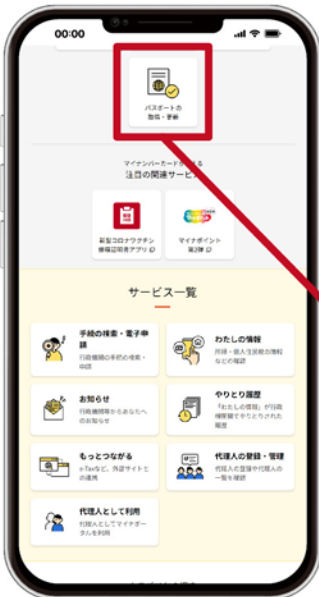 00:00
パスポートの
取得・更新
マイナンバーカードが
る
注目の関連サー
新型コロナワクチン
接種証明書アプリ
マイナポイント
第2弾
サービス一覧
手続の検索・電子申
請
行政機関の手続の検索・
申請
わたしの情報
所得・個人住民税の情報
などの確認
お知らせ
行政機関等からあなたへ
のお知らせ
やりとり履歴
「わたしの情報」が行政
機関間でやりとりされた
履歴
もっとつながる
e-Taxなど、外部サイトと
の連携
代理人の登録・管理
代理人の登録や代理人の
一覧を確認
代理人として利用
代理人としてマイナポー
タルを利用